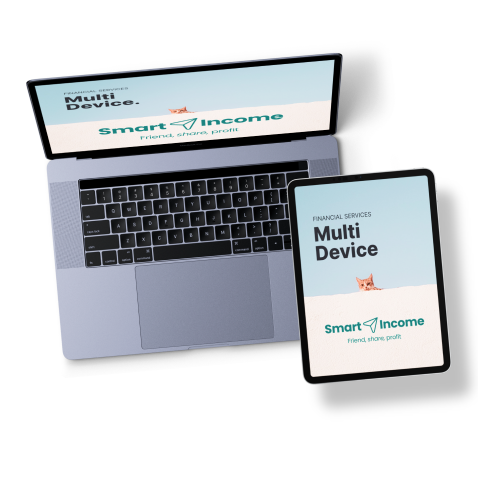 FINANCIAL SERVICES
Multi
Device.
Smart Income
Friend, share, profit
FINANCIAL SERVICES
Multi
Device
Smart Income
Friend, share, profit